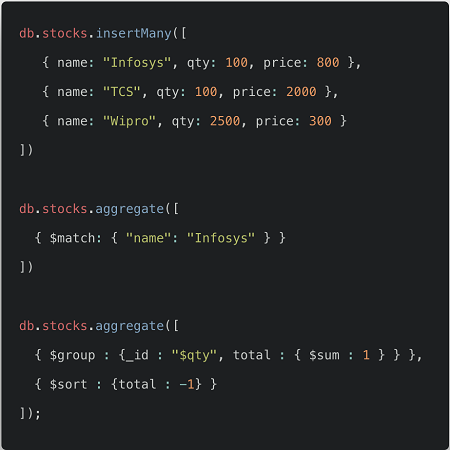 db.stocks.insertMany([
   { name: "Infosys", qty: 100, price: 800 },
   { name: "TCS", qty: 100, price: 2000 },
   { name: "Wipro", qty: 2500, price: 300 }
])
db.stocks.aggregate([
  { $match: { "name": "Infosys" } }
])
db.stocks.aggregate([
  { $group : {_id : "$qty", total : { $sum : 1 } } },
  { $sort : {total : -1} }
]);